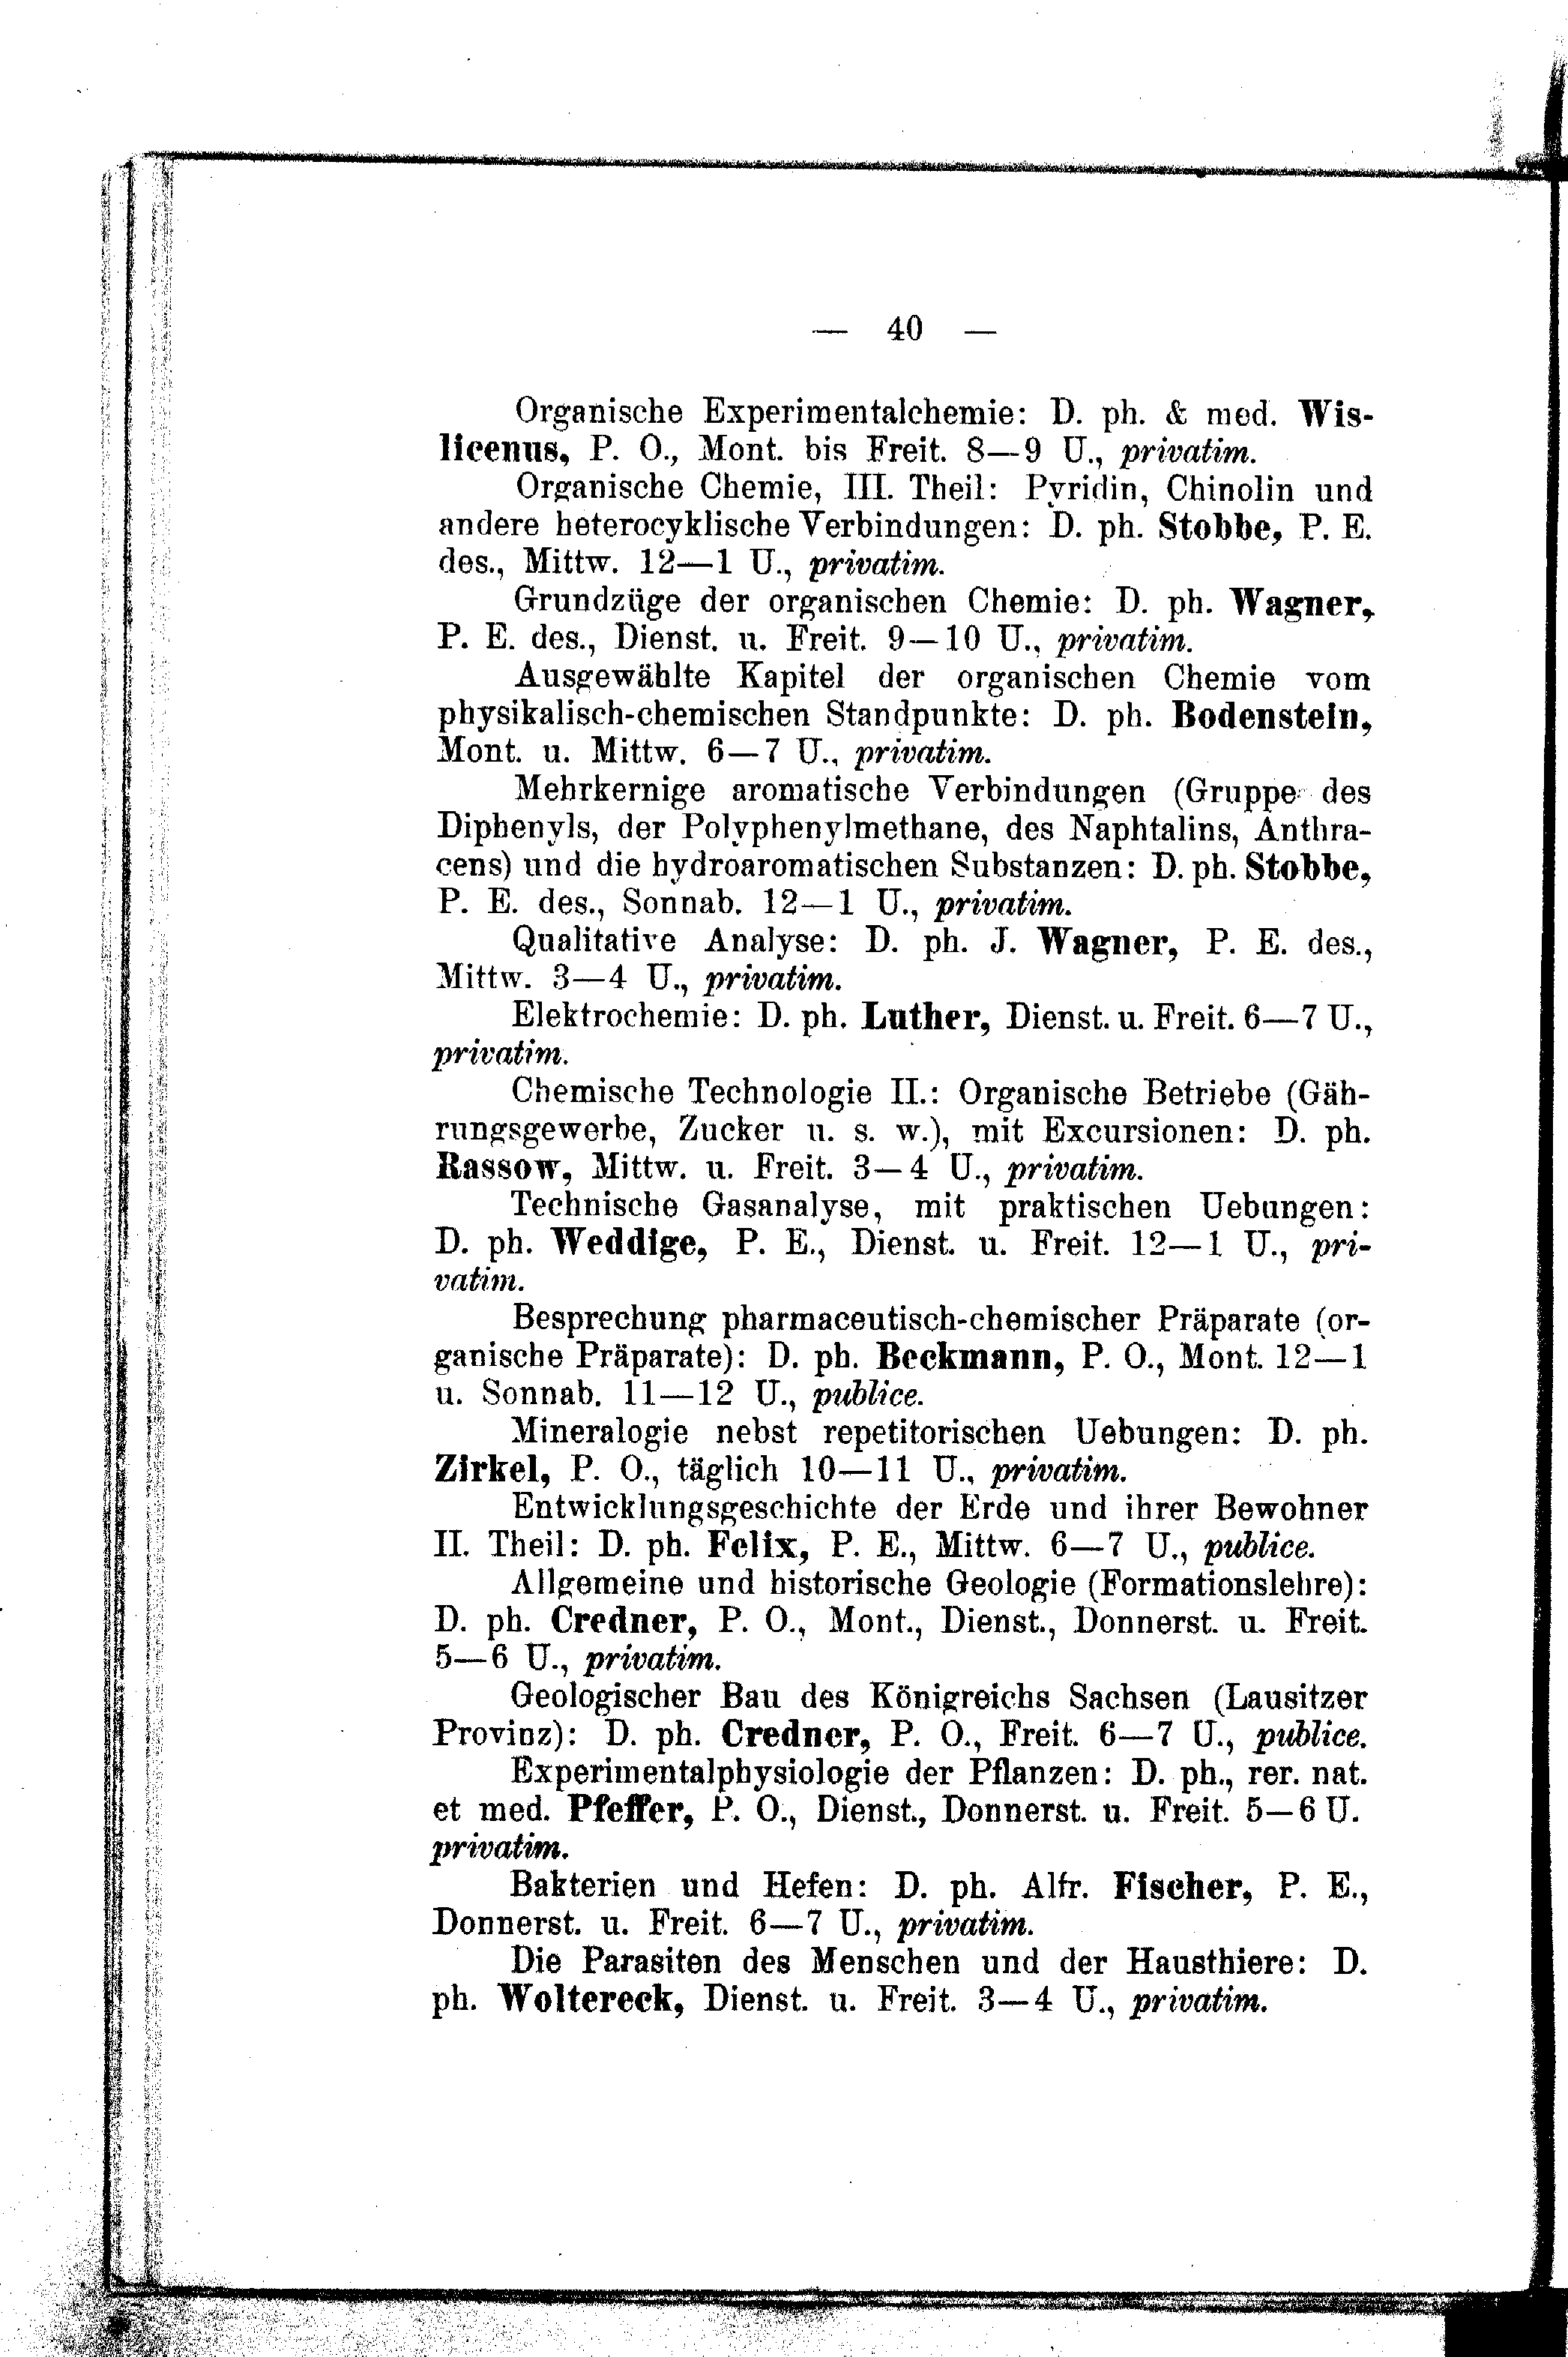 — 40 —
Organische Experimentalchemie: D. ph. & med. Wis-
licenus, P. O., Mont. bis Freit. 8—9 U., privatim.
Organische Chemie, III. Theil: Pyridin, Chinolin und
andere heterocyklische Verbindungen: D. ph. Stobbe, P. E.
des., Mittw. 12—1 U., privatim.
Grundzüge der organischen Chemie: D. ph. Wagner,
P. E. des., Dienst. u. Freit. 9—10 U., privatim.
Ausgewählte Kapitel der organischen Chemie vom
physikalisch-chemischen Standpunkte: D. ph. Bodenstein,
Mont. u. Mittw. 6—7 U., privatim.
Mehrkernige aromatische Verbindungen (Gruppe des
Diphenyls, der Polyphenylmethane, des Naphtalins, Anthra-
cens) und die hydroaromatischen Substanzen: D. ph. Stobbe,
P. E. des., Sonnab. 12—1 U., privatim.
Qualitative Analyse: D. ph. J. Wagner, P. E. des.,
Mittw. 3—4 U., privatim.
Elektrochemie: D. ph. Luther, Dienst. u. Freit. 6—7 U.,
privatim.
Chemische Technologie II.: Organische Betriebe (Gäh-
rungsgewerbe, Zucker u. s. w.), mit Excursionen: D. ph.
Rassow, Mittw. u. Freit. 3—4 U., privatim.
Technische Gasanalyse, mit praktischen Uebungen:
D. ph. Weddige, P. E., Dienst. u. Freit. 12—1 U., pri-
vatim.
Besprechung pharmaceutisch-chemischer Präparate (or-
ganische Präparate): D. ph. Beckmann, P. O., Mont. 12—1
u. Sonnab. 11—12 U., publice.
Mineralogie nebst repetitorischen Uebungen: D. ph.
Zirkel, P. O., täglich 10—11 U., privatim.
Entwicklungsgeschichte der Erde und ihrer Bewohner
II. Theil: D. ph. Felix, P. E., Mittw. 6—7 U., publice.
Allgemeine und historische Geologie (Formationslehre):
D. ph. Credner, P. O., Mont., Dienst., Donnerst. u. Freit.
5—6 U., privatim.
Geologischer Bau des Königreichs Sachsen (Lausitzer
Provinz): D. ph. Credner, P. O., Freit. 6—7 U., publice.
Experimentalphysiologie der Pflanzen: D. ph., rer. nat.
et med. Pfeffer, P. O., Dienst., Donnerst. u. Freit. 5—6 U.
privatim.
Bakterien und Hefen: D. ph. Alfr. Fischer, P. E.,
Donnerst. u. Freit. 6—7 U., privatim.
Die Parasiten des Menschen und der Hausthiere: D.
ph. Woltereck, Dienst. u. Freit. 3—4 U., privatim.